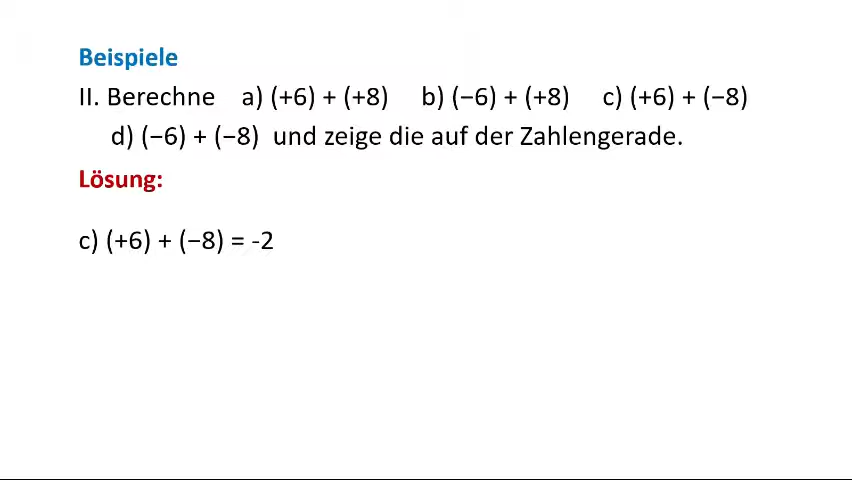 Beispiele
II. Berechne a) (+6) + (+8) b) (−6) + (+8) c) (+6) + (−8)
d) (−6) + (−8) und zeige die auf der Zahlengerade.
Lösung:
c) (+6) + (−8) = -2